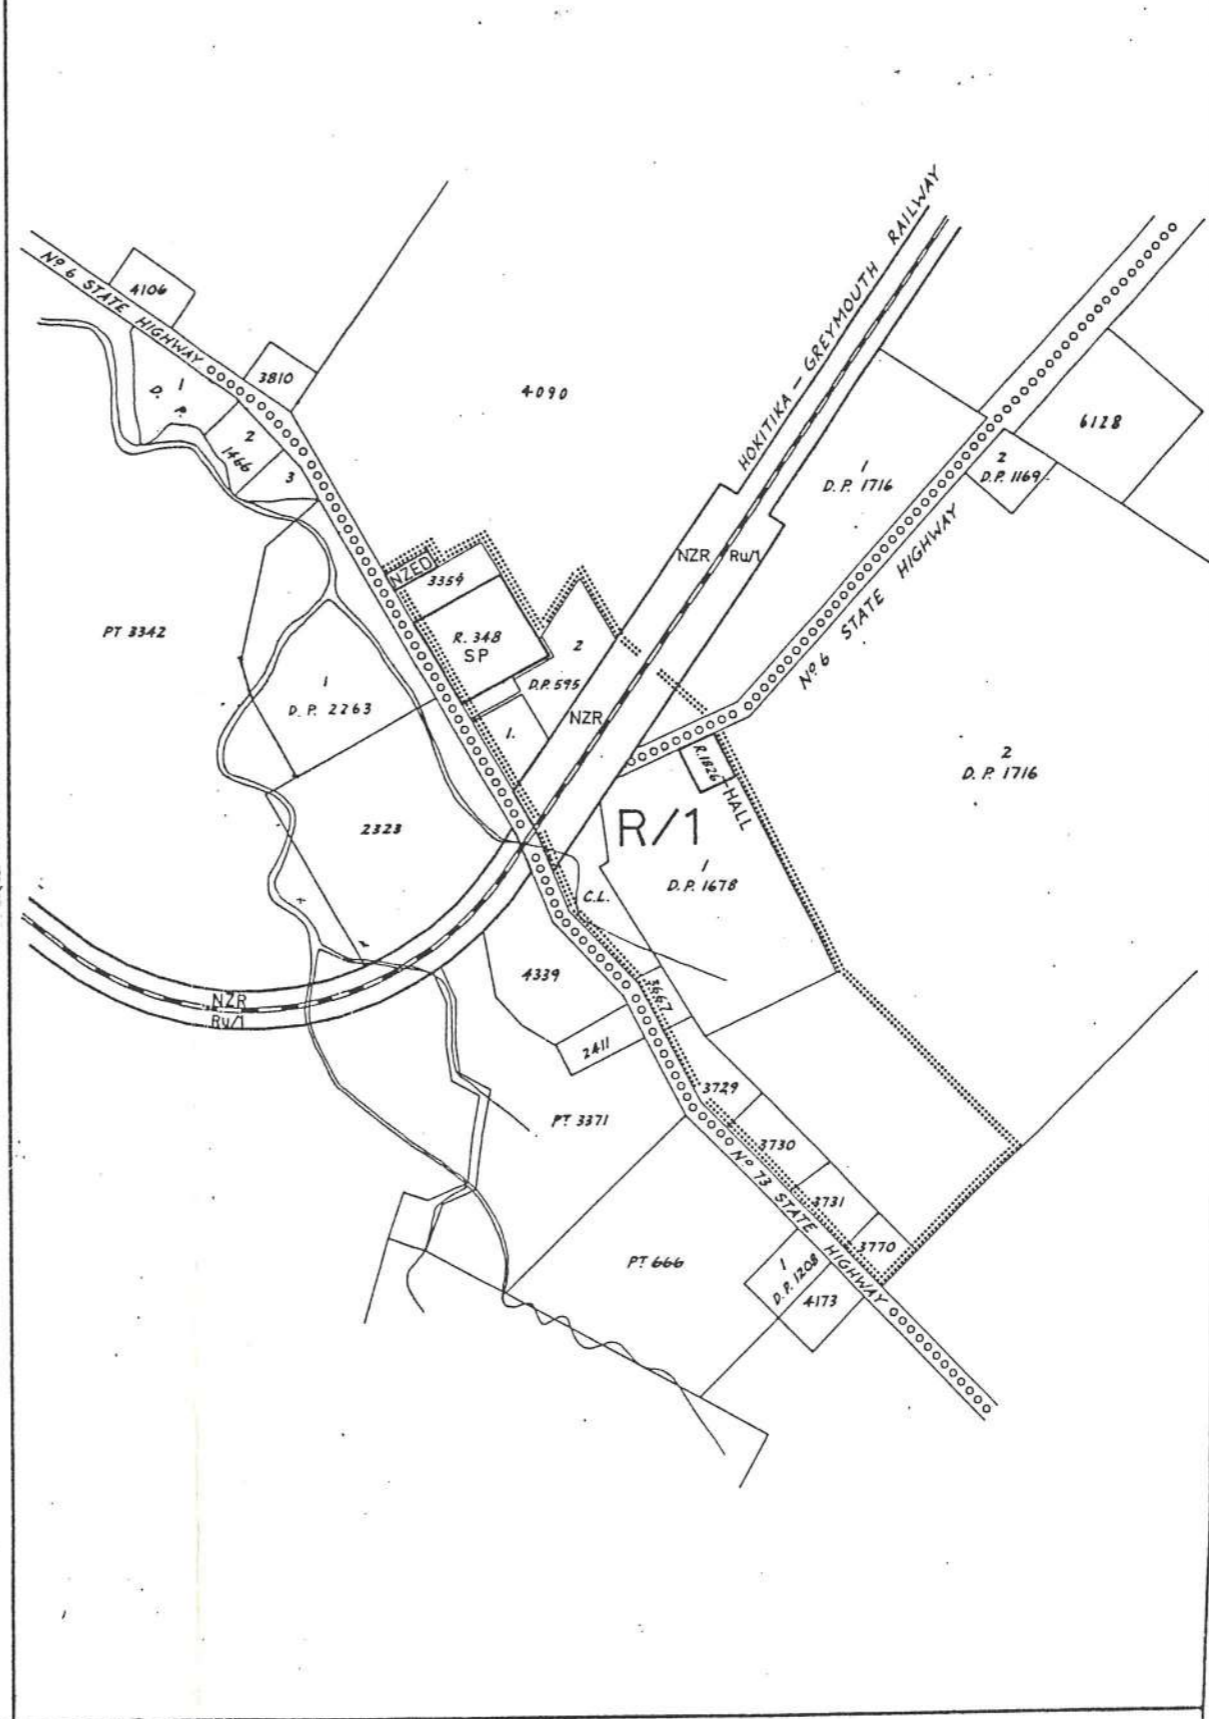 HOKITIKA – GREYMOUTH RAILWAY
Nº 6 STATE HIGHWAY
4106
3810
4090
1
D. P.
2
1466
3
6128
1
D.P. 1716
2
D.P. 1169
NZR
Ru/1
Nº 6 STATE HIGHWAY
NZED
3359
R. 348
SP
2
D.P. 595
1.
NZR
PT 3342
1
D. P. 2263
2323
R.1826
HALL
R/1
1
D.P. 1678
2
D. P. 1716
C.L.
4339
3667
2411
NZR
Ru/1
3729
3730
3731
3770
PT 3371
Nº 73 STATE HIGHWAY
PT 666
1
D.P. 1208
4173